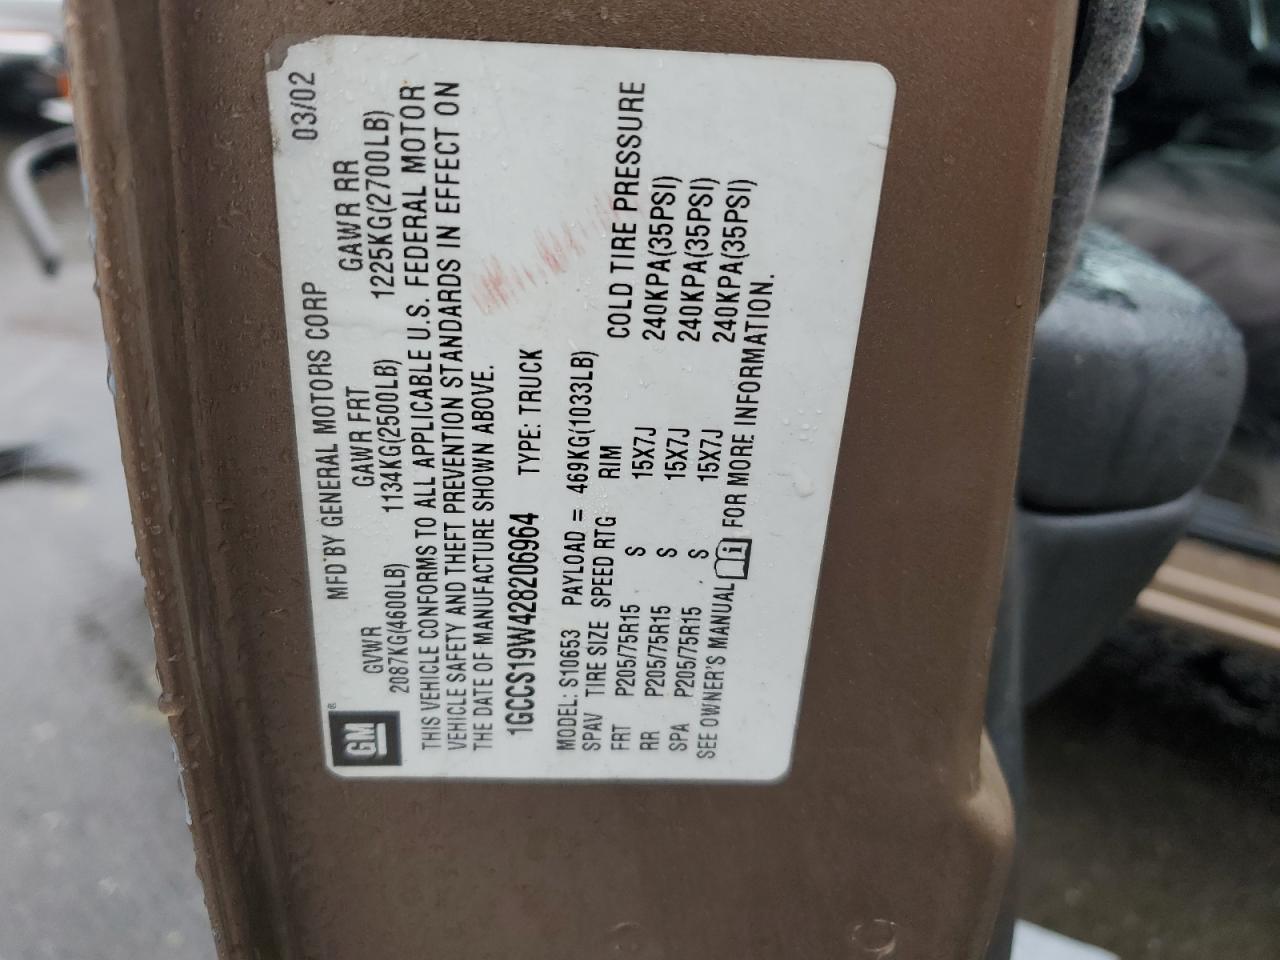 MFD BY GENERAL MOTORS CORP 03/02
GM ®
GVWR GAWR FRT GAWR RR
2087KG(4600LB) 1134KG(2500LB) 1225KG(2700LB)
THIS VEHICLE CONFORMS TO ALL APPLICABLE U.S. FEDERAL MOTOR
VEHICLE SAFETY AND THEFT PREVENTION STANDARDS IN EFFECT ON
THE DATE OF MANUFACTURE SHOWN ABOVE.
1GCCS19W428206964 TYPE: TRUCK
MODEL: S10653 PAYLOAD = 469KG(1033LB)
SPAV TIRE SIZE SPEED RTG RIM COLD TIRE PRESSURE
FRT P205/75R15 S 15X7J 240KPA(35PSI)
RR P205/75R15 S 15X7J 240KPA(35PSI)
SPA P205/75R15 S 15X7J 240KPA(35PSI)
SEE OWNER'S MANUAL i FOR MORE INFORMATION.